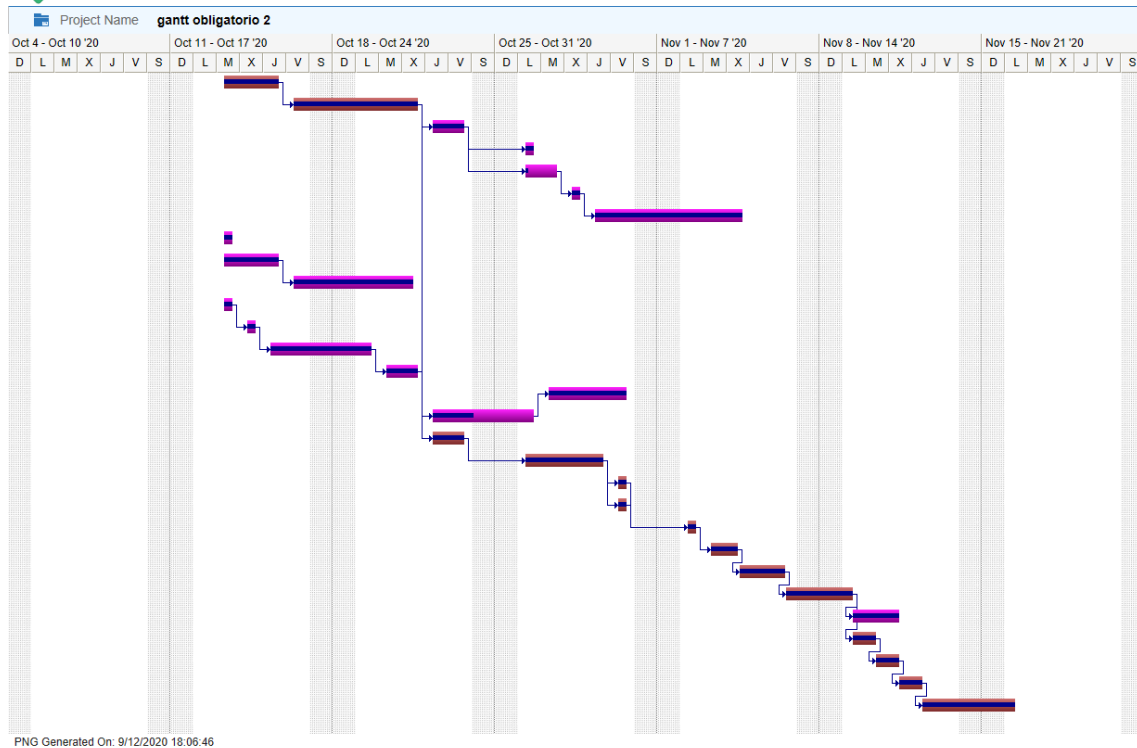 Project Name gantt obligatorio 2
Oct 4 - Oct 10 '20 Oct 11 - Oct 17 '20 Oct 18 - Oct 24 '20 Oct 25 - Oct 31 '20 Nov 1 - Nov 7 '20 Nov 8 - Nov 14 '20 Nov 15 - Nov 21 '20
D L M X J V S D L M X J V S D L M X J V S D L M X J V S D L M X J V S D L M X J V S D L M X J V S
PNG Generated On: 9/12/2020 18:06:46